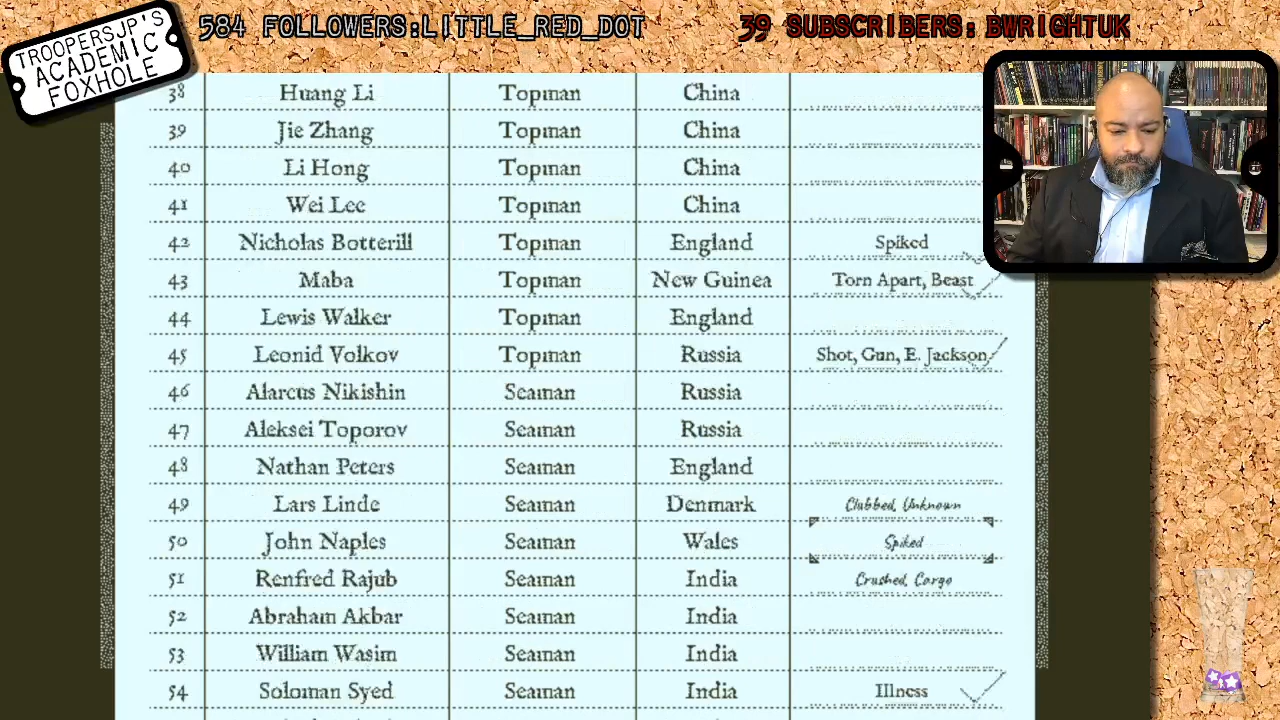 TROOPERSJP'S
ACADEMIC
FOXHOLE
584 FOLLOWERS:LITTLE_RED_DOT
39 SUBSCRIBERS: BWRIGHTUK
38 Huang Li Topman China
39 Jie Zhang Topman China
40 Li Hong Topman China
41 Wei Lee Topman China
42 Nicholas Botterill Topman England Spiked
43 Maba Topman New Guinea Torn Apart, Beast
44 Lewis Walker Topman England
45 Leonid Volkov Topman Russia Shot, Gun, E. Jackson
46 Alarcus Nikishin Seaman Russia
47 Aleksei Toporov Seaman Russia
48 Nathan Peters Seaman England
49 Lars Linde Seaman Denmark Clubbed, Unknown
50 John Naples Seaman Wales Spiked
51 Renfred Rajub Seaman India Crushed, Cargo
52 Abraham Akbar Seaman India
53 William Wasim Seaman India
54 Soloman Syed Seaman India Illness